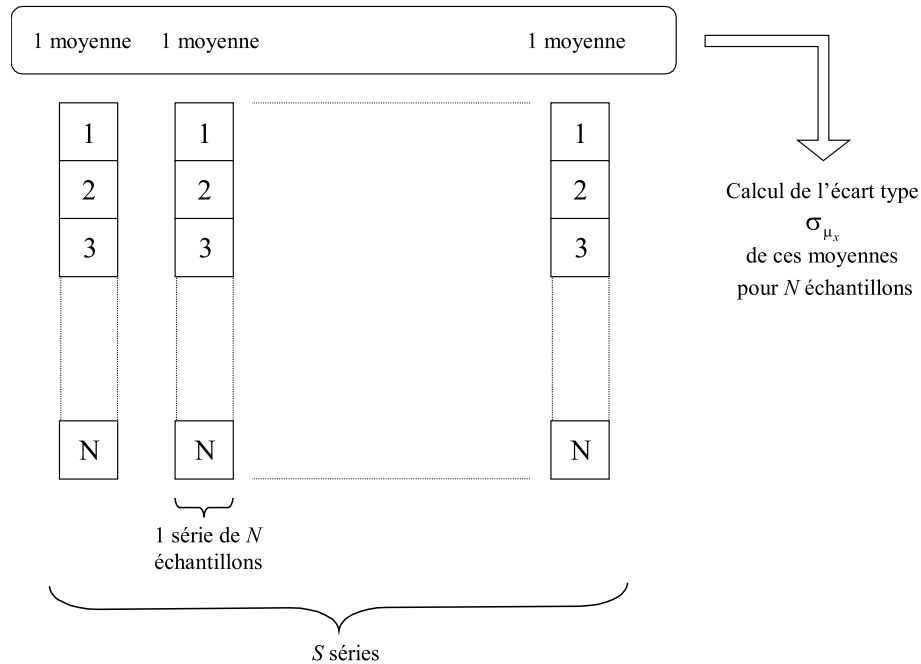 1 moyenne 1 moyenne 1 moyenne
1 1 1
2 2 2
3 3 3
N N N
Calcul de l'écart type
σμx
de ces moyennes
pour N échantillons
1 série de N
échantillons
S séries